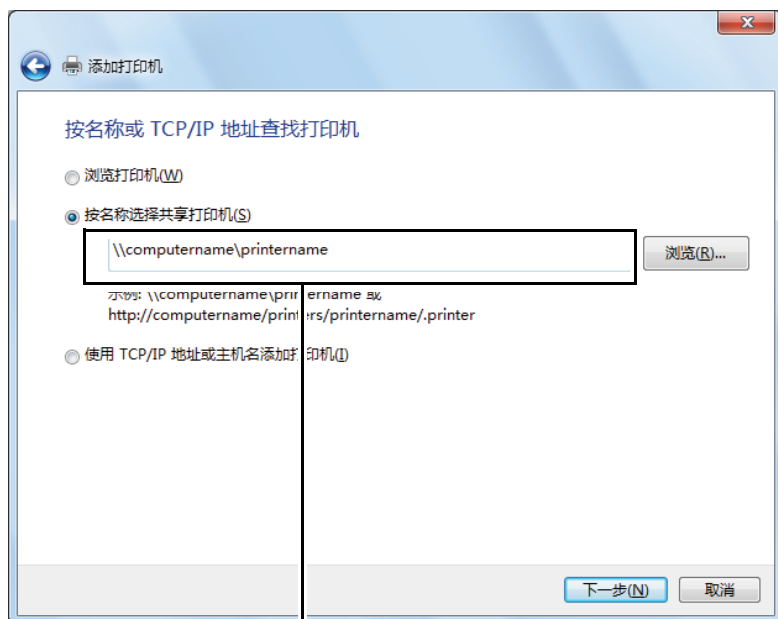 添加打印机
按名称或 TCP/IP 地址查找打印机
浏览打印机(W)
按名称选择共享打印机(S)
\\computername\printername
浏览(R)...
示例: \\computername\printername 或
http://computername/printers/printername/.printer
使用 TCP/IP 地址或主机名添加打印机(I)
下一步(N)
取消